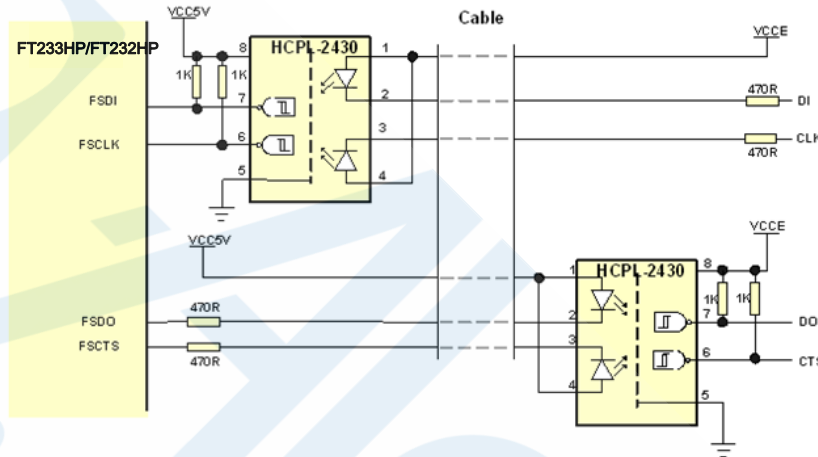 VCC5V
Cable
VCCE
FT233HP/FT232HP
HCPL-2430
8
1
1K
1K
470R
FSDI
7
2
DI
FSCLK
6
3
CLK
470R
5
4
VCC5V
VCCE
HCPL-2430
1
8
470R
1K
1K
FSDO
2
7
DO
FSCTS
3
6
CTS
470R
4
5